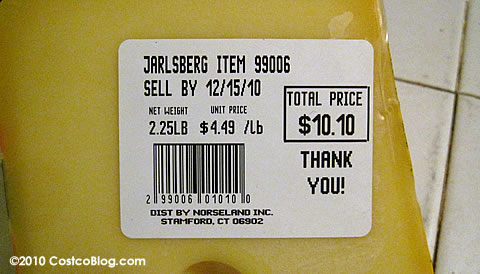 JARLSBERG ITEM 99006
SELL BY 12/15/10
NET WEIGHT UNIT PRICE
2.25LB $4.49 /Lb
TOTAL PRICE
$10.10
THANK
YOU!
2 99006 01010 0
DIST BY NORSELAND INC.
STAMFORD, CT 06902
©2010 CostcoBlog.com